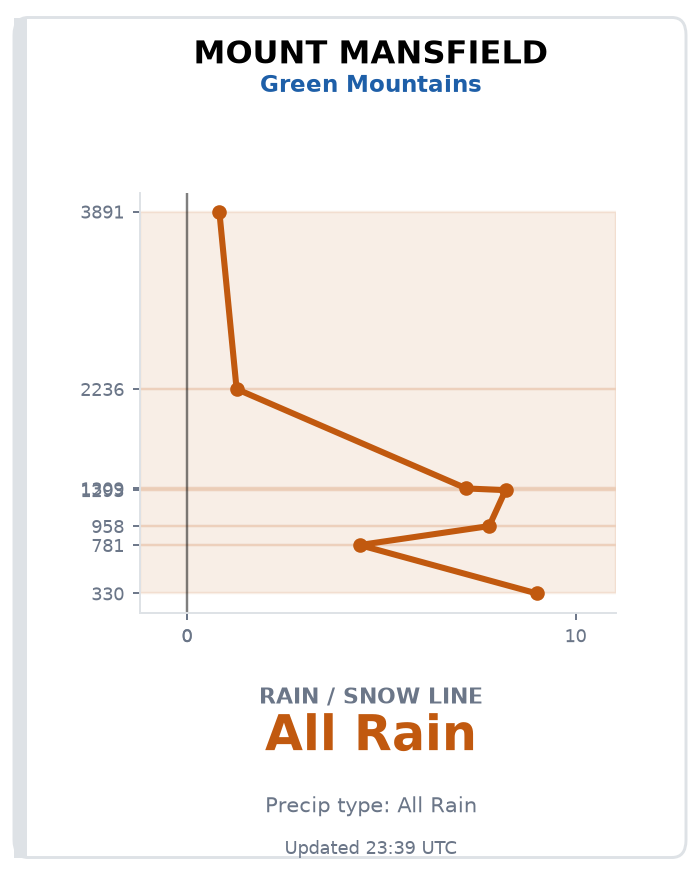 MOUNT MANSFIELD
Green Mountains
3891
2236
958
781
330
0
10
RAIN / SNOW LINE
All Rain
Precip type: All Rain
Updated 23:39 UTC